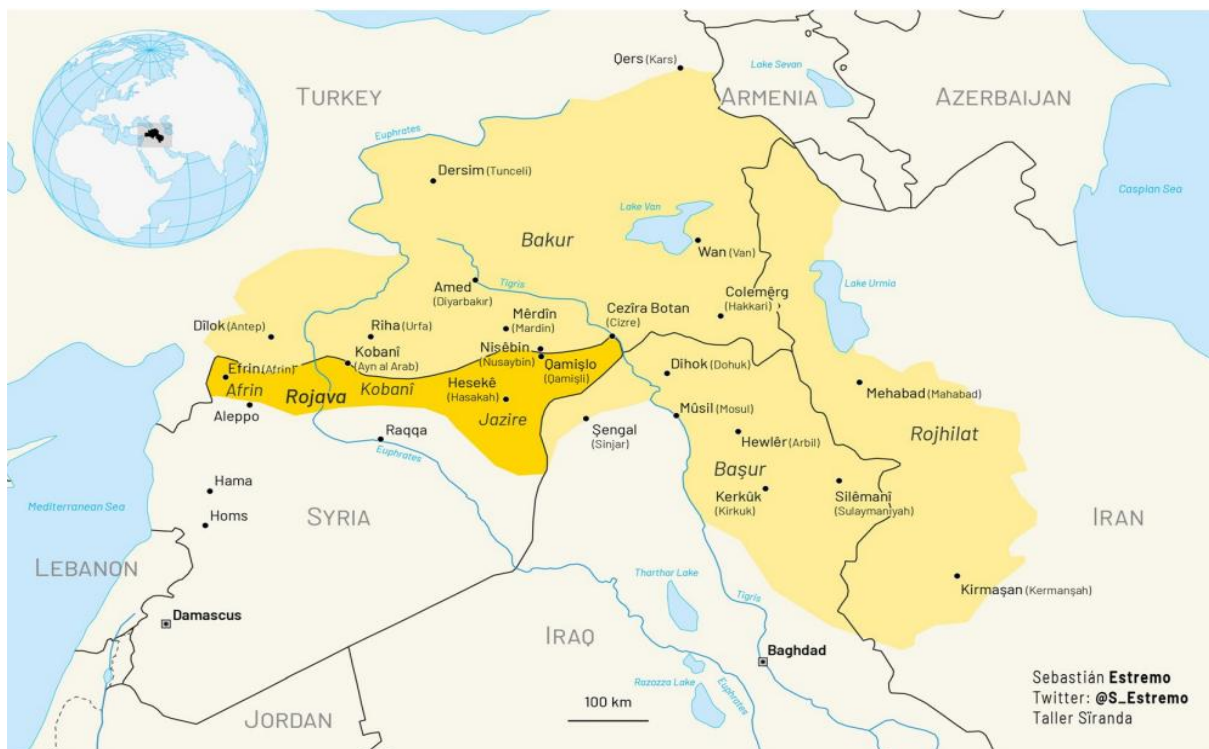 Qers (Kars)
Lake Sevan
TURKEY
ARMENIA
AZERBAIJAN
Euphrates
Dersim (Tunceli)
Caspian Sea
Lake Van
Bakur
Wan (Van)
Amed
(Diyarbakır)
Tigris
Colemêrg
(Hakkari)
Lake Urmia
Dîlok (Antep)
Riha (Urfa)
Mêrdîn
(Mardin)
Cezîra Botan
(Cizre)
Kobanî
(Ayn al Arab)
Nisêbîn
(Nusaybin)
Qamişlo
(Qamişli)
Efrin (Afrin)
Afrin
Rojava
Kobanî
Hesekê
(Hasakah)
Jazire
Dihok (Dohuk)
Mehabad (Mahabad)
Aleppo
Raqqa
Euphrates
Şengal
(Sinjar)
Mûsil (Mosul)
Hewlêr (Arbil)
Rojhilat
Başur
Kerkûk
(Kirkuk)
Silêmanî
(Sulaymaniyah)
Hama
Homs
Mediterranean Sea
SYRIA
IRAN
LEBANON
Damascus
Tharthar Lake
Tigris
Kirmaşan (Kermanşah)
IRAQ
Baghdad
Razozza Lake
Euphrates
JORDAN
100 km
Sebastián Estremo
Twitter: @S_Estremo
Taller Sîranda